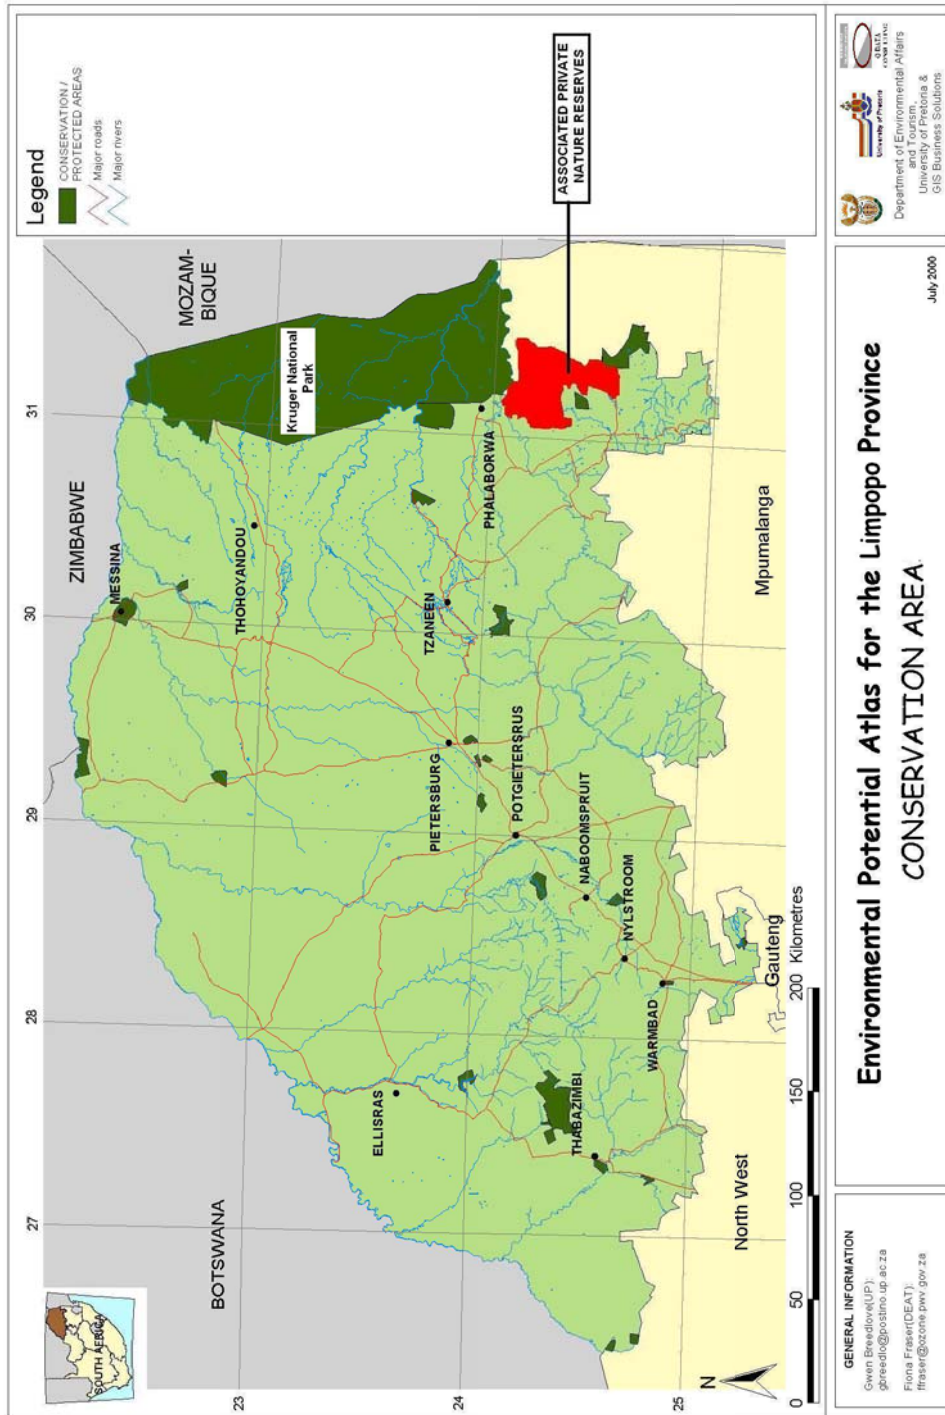 Legend
CONSERVATION /
PROTECTED AREAS
Major roads
Major rivers
ASSOCIATED PRIVATE
NATURE RESERVES
SOUTH AFRICA
BOTSWANA
ZIMBABWE
MOZAM-
BIQUE
27
28
29
30
31
23
24
25
MESSINA
THOHOYANDOU
Kruger National
Park
TZANEEN
PHALABORWA
PIETERSBURG
POTGIETERSRUS
NABOOMSPRUIT
NYLSTROOM
WARMBAD
ELLISRAS
THABAZIMBI
North West
Gauteng
Mpumalanga
N
0 50 100 150 200 Kilometres
GENERAL INFORMATION
Gwen Breedlove(UP):
gbreedlo@postino.up.ac.za
Fiona Fraser(DEAT):
ffraser@ozone.pwv.gov.za
Environmental Potential Atlas for the Limpopo Province
CONSERVATION AREA
July 2000
University of Pretoria
Department of Environmental Affairs
and Tourism,
University of Pretoria &
GIS Business Solutions